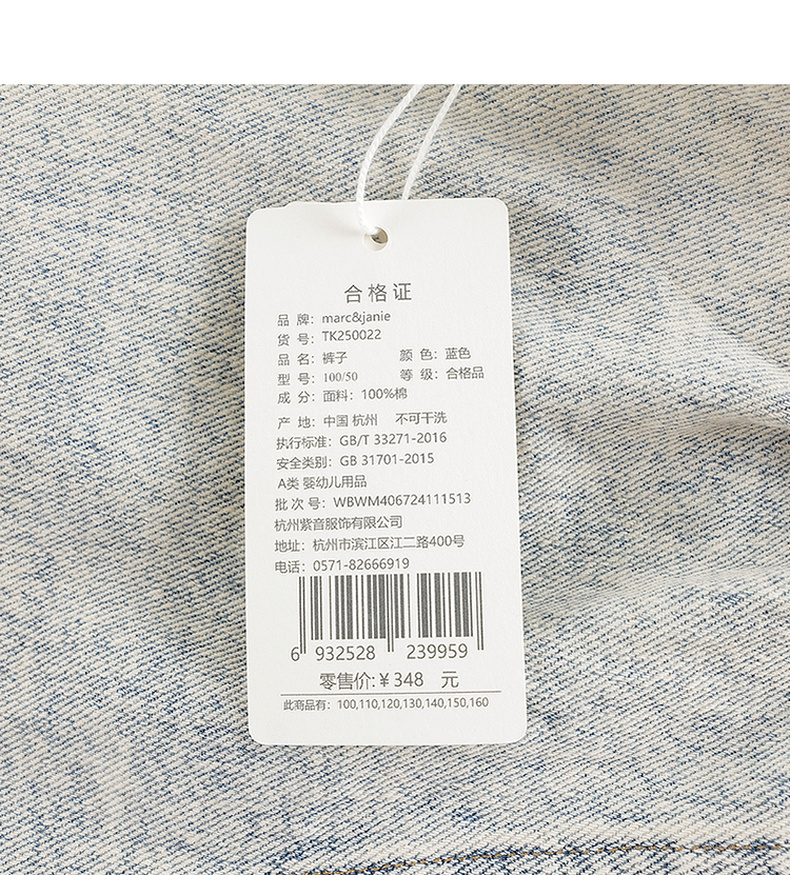 合格证
品 牌：marc&janie
货 号：TK250022
品 名：裤子 颜 色：蓝色
型 号：100/50 等 级：合格品
成 分：面料：100%棉
产 地：中国 杭州 不可干洗
执行标准：GB/T 33271-2016
安全类别：GB 31701-2015
A类 婴幼儿用品
批 次 号：WBWM406724111513
杭州紫音服饰有限公司
地址：杭州市滨江区江二路400号
电话：0571-82666919
6 932528 239959
零售价:¥348 元
此商品有：100,110,120,130,140,150,160